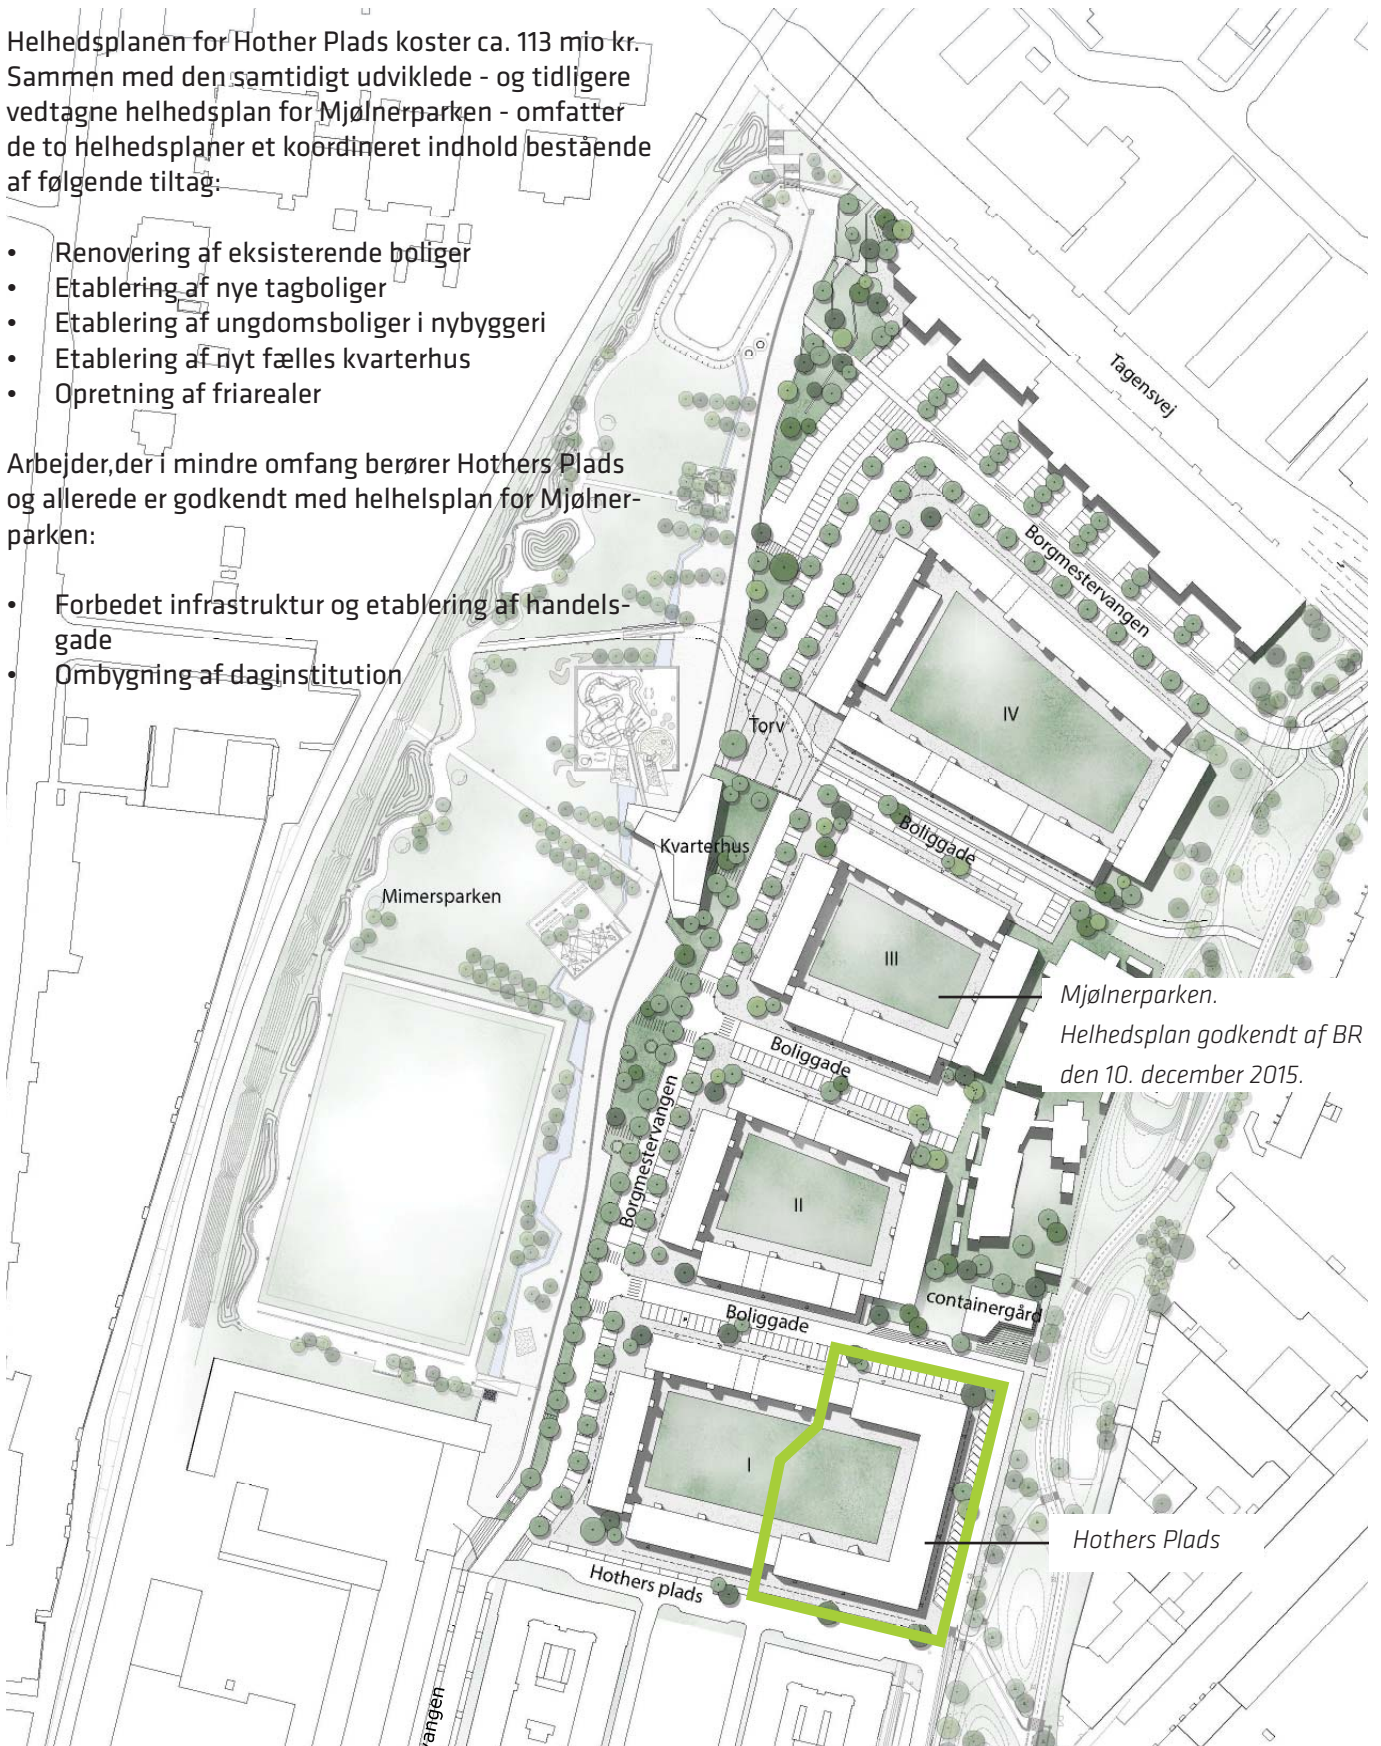 Helhedsplanen for Hother Plads koster ca. 113 mio kr.
Sammen med den samtidigt udviklede - og tidligere
vedtagne helhedsplan for Mjølnerparken - omfatter
de to helhedsplaner et koordineret indhold bestående
af følgende tiltag:
• Renovering af eksisterende boliger
• Etablering af nye tagboliger
• Etablering af ungdomsboliger i nybyggeri
• Etablering af nyt fælles kvarterhus
• Opretning af friarealer
Arbejder,der i mindre omfang berører Hothers Plads
og allerede er godkendt med helhelsplan for Mjølner-
parken:
• Forbedet infrastruktur og etablering af handels-
gade
• Ombygning af daginstitution
Tagensvej
Borgmestervangen
IV
Torv
Boliggade
Kvarterhus
Mimersparken
III
Mjølnerparken.
Helhedsplan godkendt af BR
den 10. december 2015.
Boliggade
Borgmestervangen
II
containergård
Boliggade
I
Hothers Plads
Hothers plads
vangen